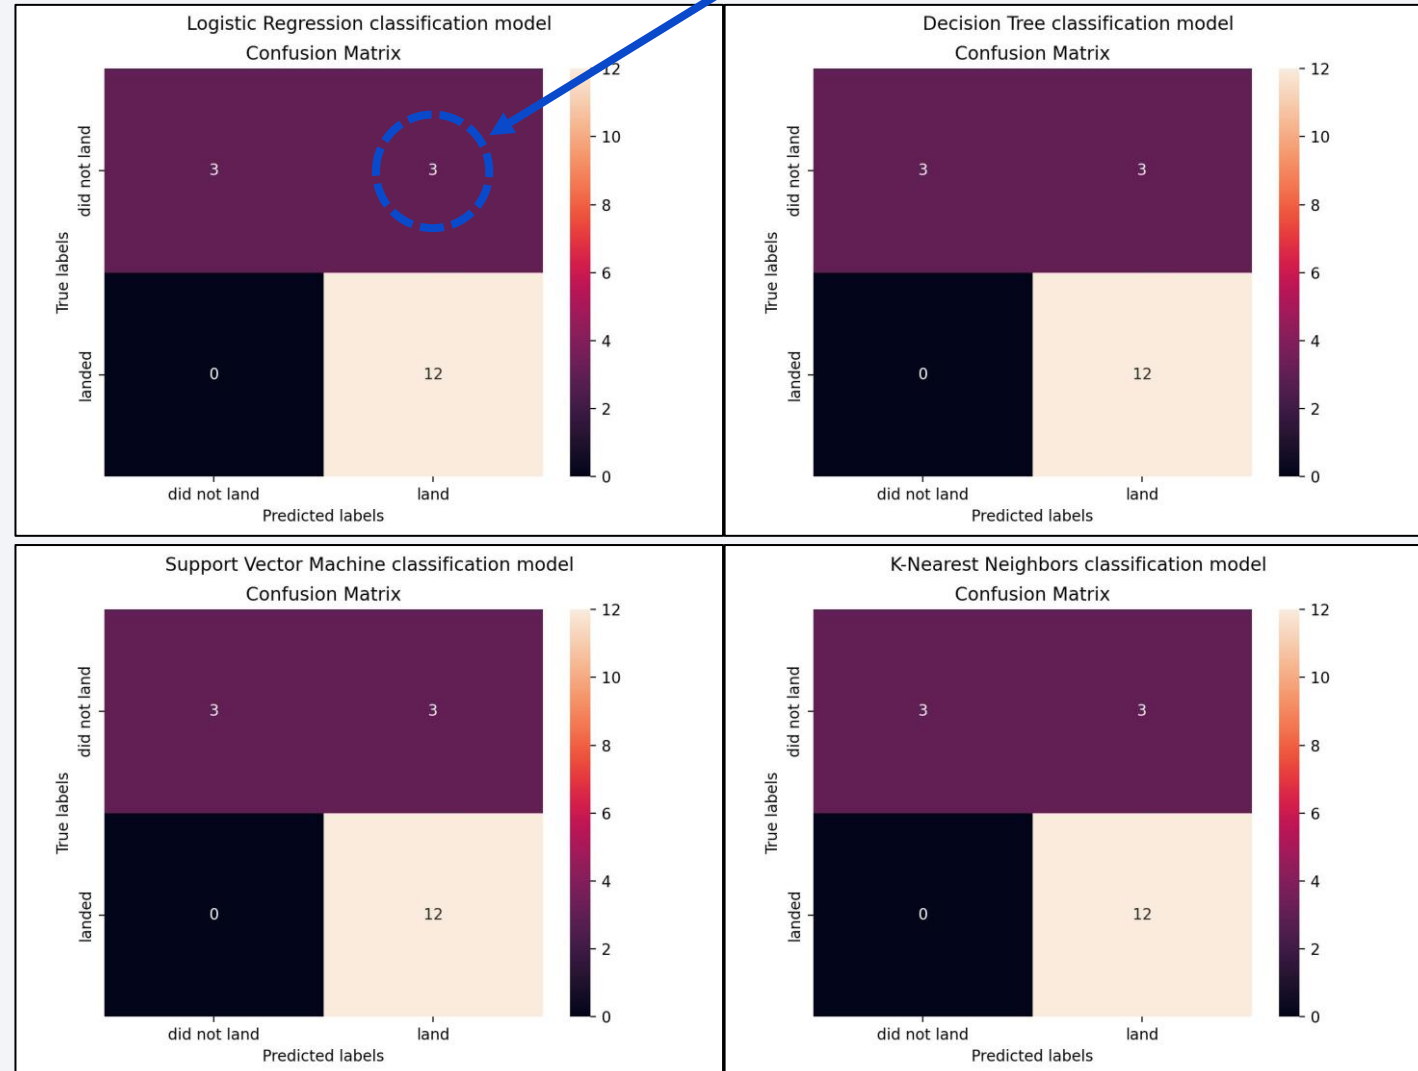 Logistic Regression classification model
Confusion Matrix
12
10
8
6
4
2
0
True labels
did not land
landed
3
3
0
12
did not land
land
Predicted labels
Decision Tree classification model
Confusion Matrix
12
10
8
6
4
2
0
True labels
did not land
landed
3
3
0
12
did not land
land
Predicted labels
Support Vector Machine classification model
Confusion Matrix
12
10
8
6
4
2
0
True labels
did not land
landed
3
3
0
12
did not land
land
Predicted labels
K-Nearest Neighbors classification model
Confusion Matrix
12
10
8
6
4
2
0
True labels
did not land
landed
3
3
0
12
did not land
land
Predicted labels